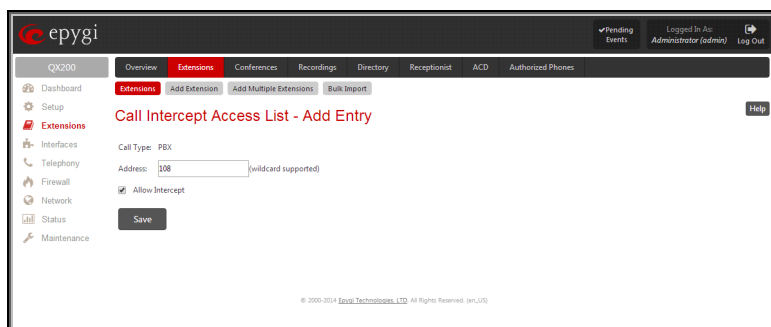 epygi
✔Pending Events
Logged In As:
Administrator (admin)
Log Out
QX200
Overview Extensions Conferences Recordings Directory Receptionist ACD Authorized Phones
Dashboard
Setup
Extensions
Interfaces
Telephony
Firewall
Network
Status
Maintenance
Extensions Add Extension Add Multiple Extensions Bulk Import
Help
Call Intercept Access List - Add Entry
Call Type: PBX
Address: 108 (wildcard supported)
Allow Intercept
Save
© 2000-2014 Epygi Technologies, LTD. All Rights Reserved. (en_US)